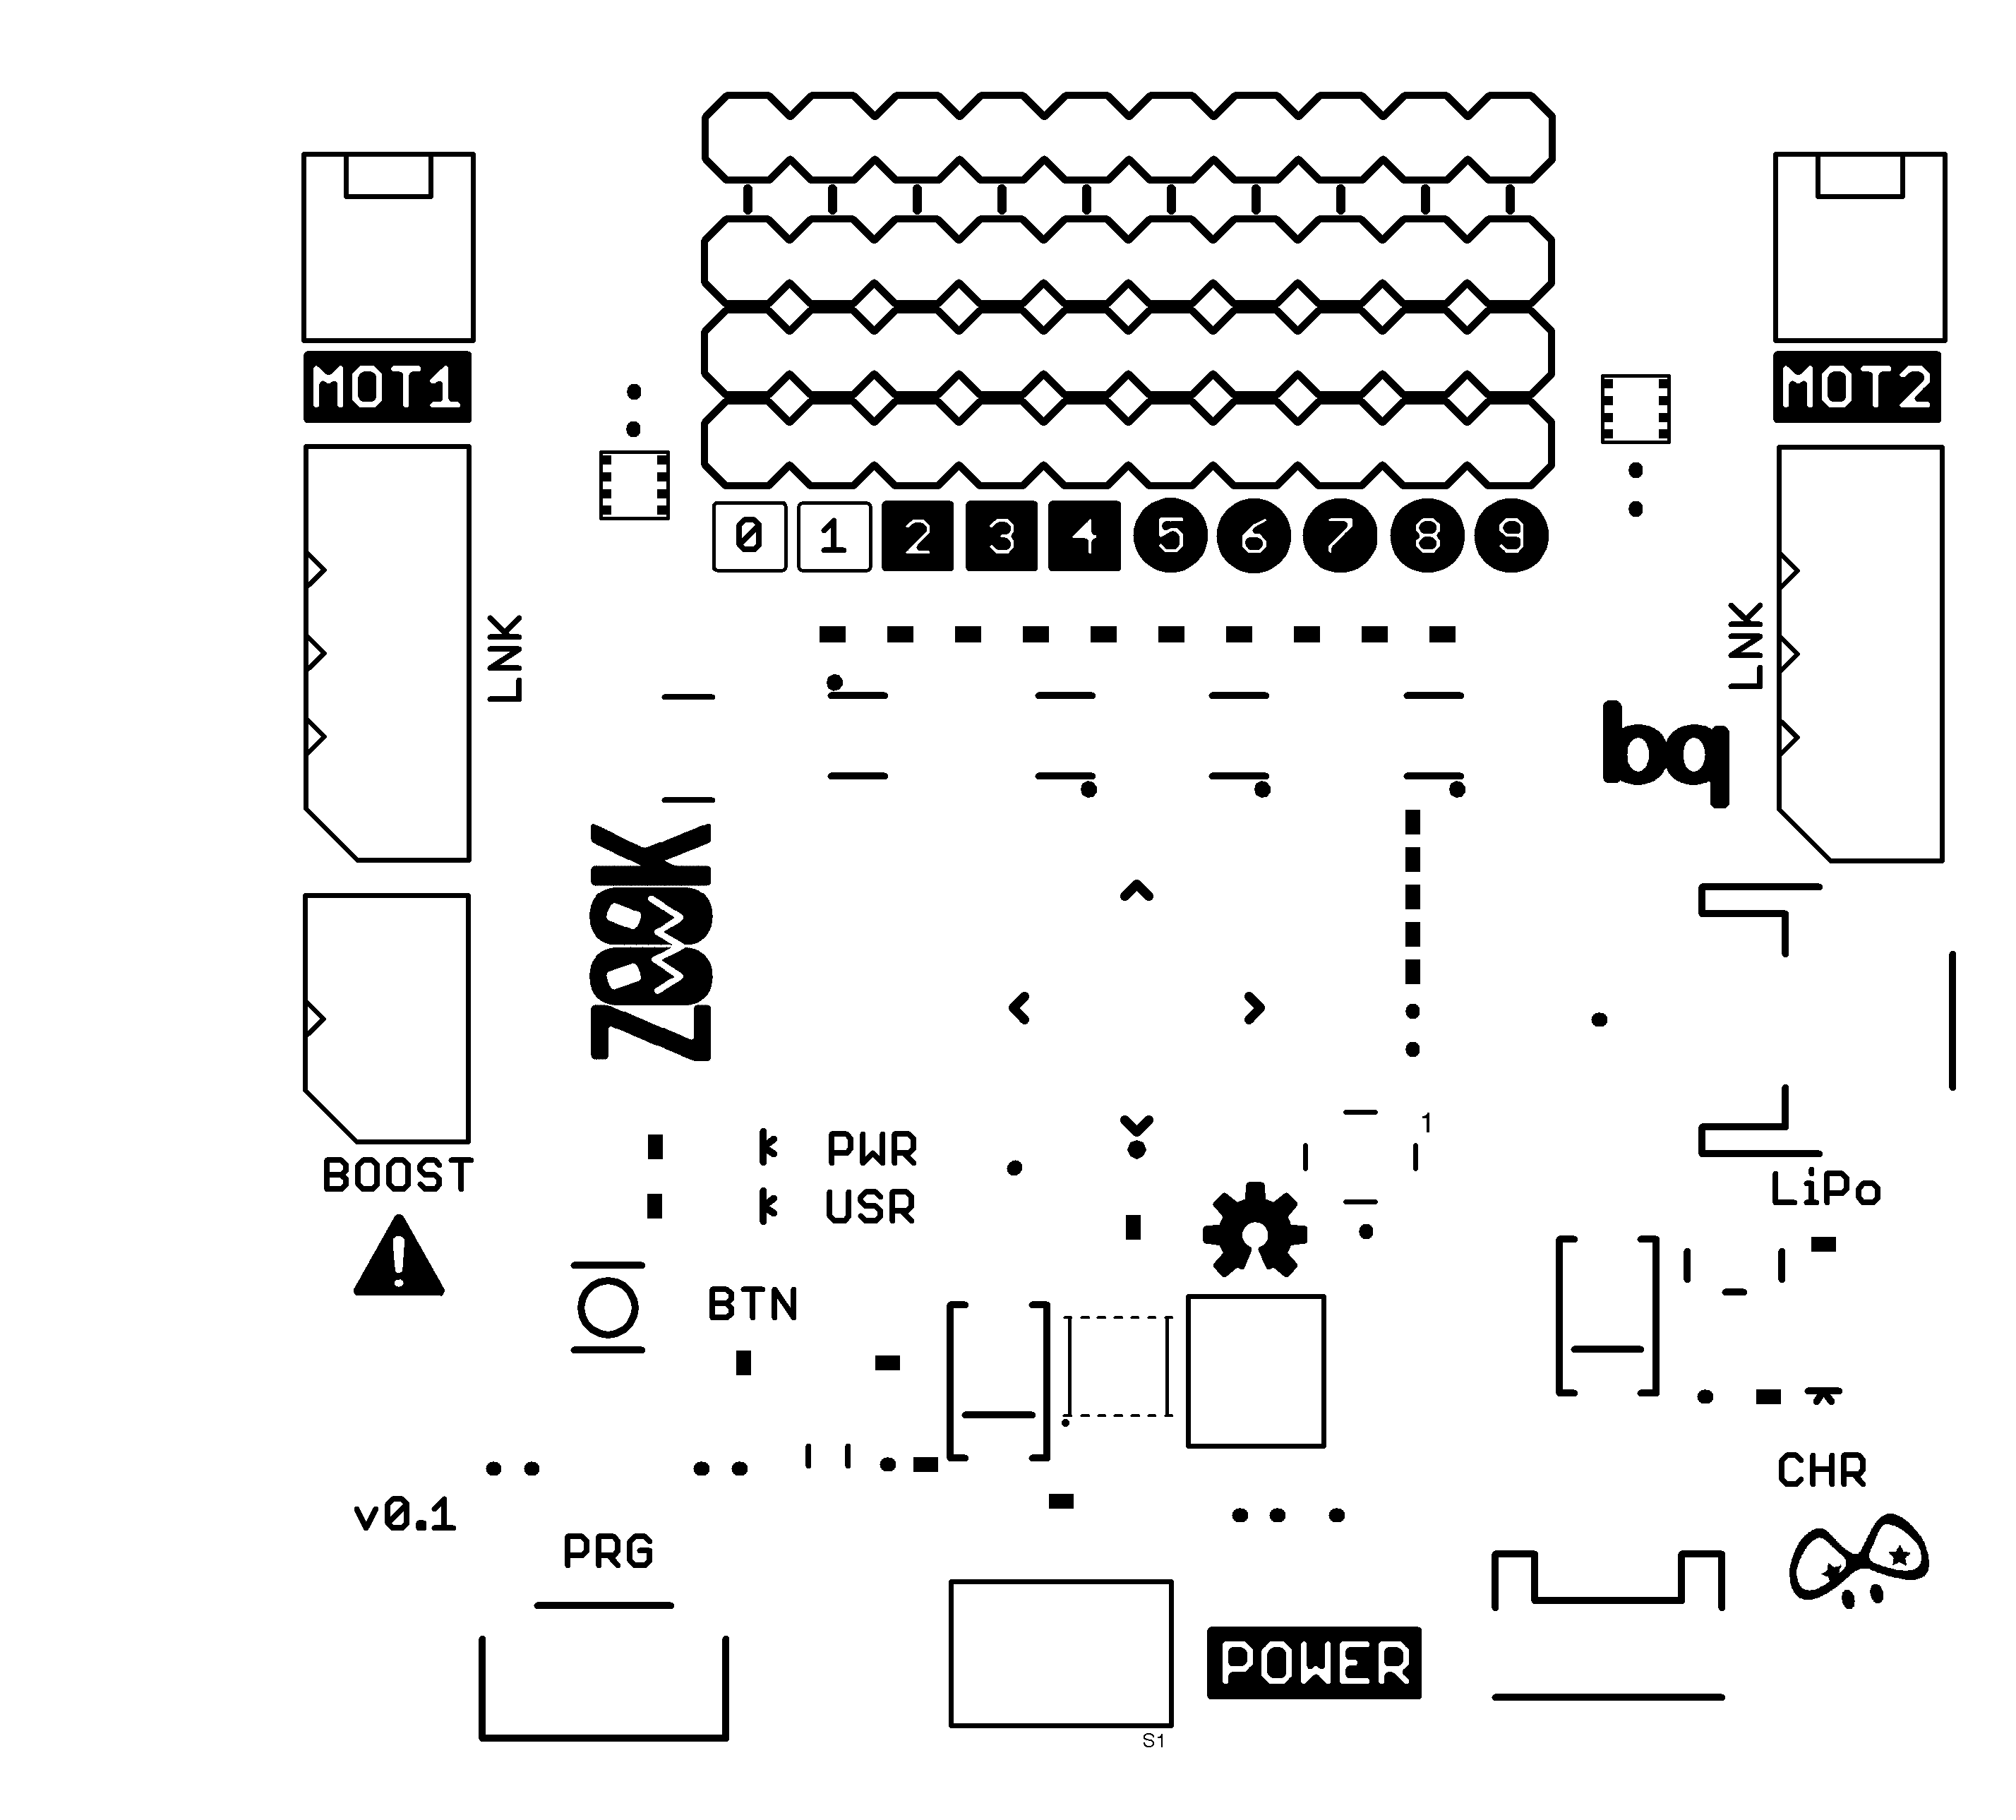 MOT1
MOT2
0 1 2 3 4 5 6 7 8 9
LNK
LNK
bq
ZOOK
1
PWR
BOOST
LiPo
USR
BTN
CHR
v0.1
PRG
POWER
S1